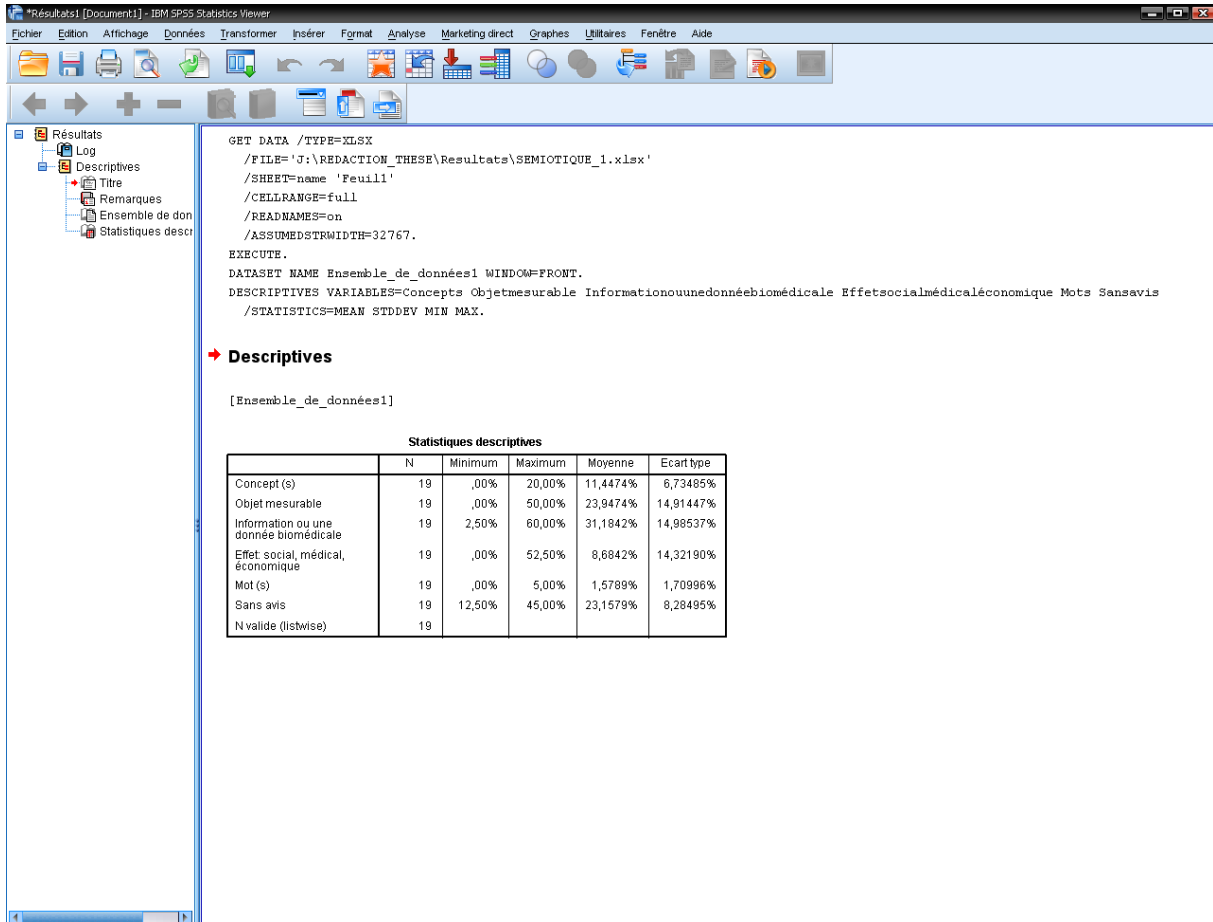 *Résultats1 [Document1] - IBM SPSS Statistics Viewer
Fichier Edition Affichage Données Transformer Insérer Format Analyse Marketing direct Graphes Utilitaires Fenêtre Aide
Résultats
Log
Descriptives
Titre
Remarques
Ensemble de don
Statistiques descr
GET DATA /TYPE=XLSX
/FILE='J:\REDACTION_THESE\Resultats\SEMIOTIQUE_1.xlsx'
/SHEET=name 'Feuil1'
/CELLRANGE=full
/READNAMES=on
/ASSUMEDSTRWIDTH=32767.
EXECUTE.
DATASET NAME Ensemble_de_données1 WINDOW=FRONT.
DESCRIPTIVES VARIABLES=Concepts Objetmesurable Informationouunedonnéebiomédicale Effetsocialmédicaléconomique Mots Sansavis
/STATISTICS=MEAN STDDEV MIN MAX.
Descriptives
[Ensemble_de_données1]
Statistiques descriptives
N Minimum Maximum Moyenne Ecart type
Concept (s) 19 ,00% 20,00% 11,4474% 6,73485%
Objet mesurable 19 ,00% 50,00% 23,9474% 14,91447%
Information ou une donnée biomédicale 19 2,50% 60,00% 31,1842% 14,98537%
Effet: social, médical, économique 19 ,00% 52,50% 8,6842% 14,32190%
Mot (s) 19 ,00% 5,00% 1,5789% 1,70996%
Sans avis 19 12,50% 45,00% 23,1579% 8,28495%
N valide (listwise) 19